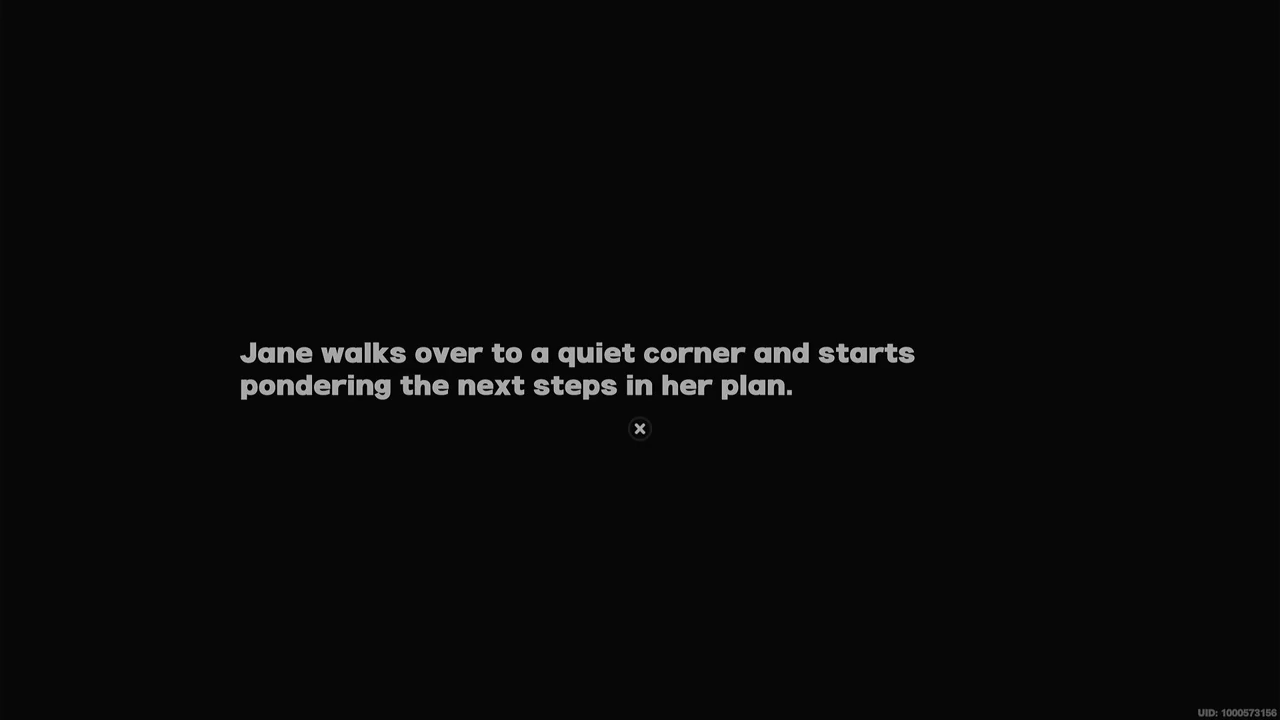 Jane walks over to a quiet corner and starts
pondering the next steps in her plan.
UID: 1000573156